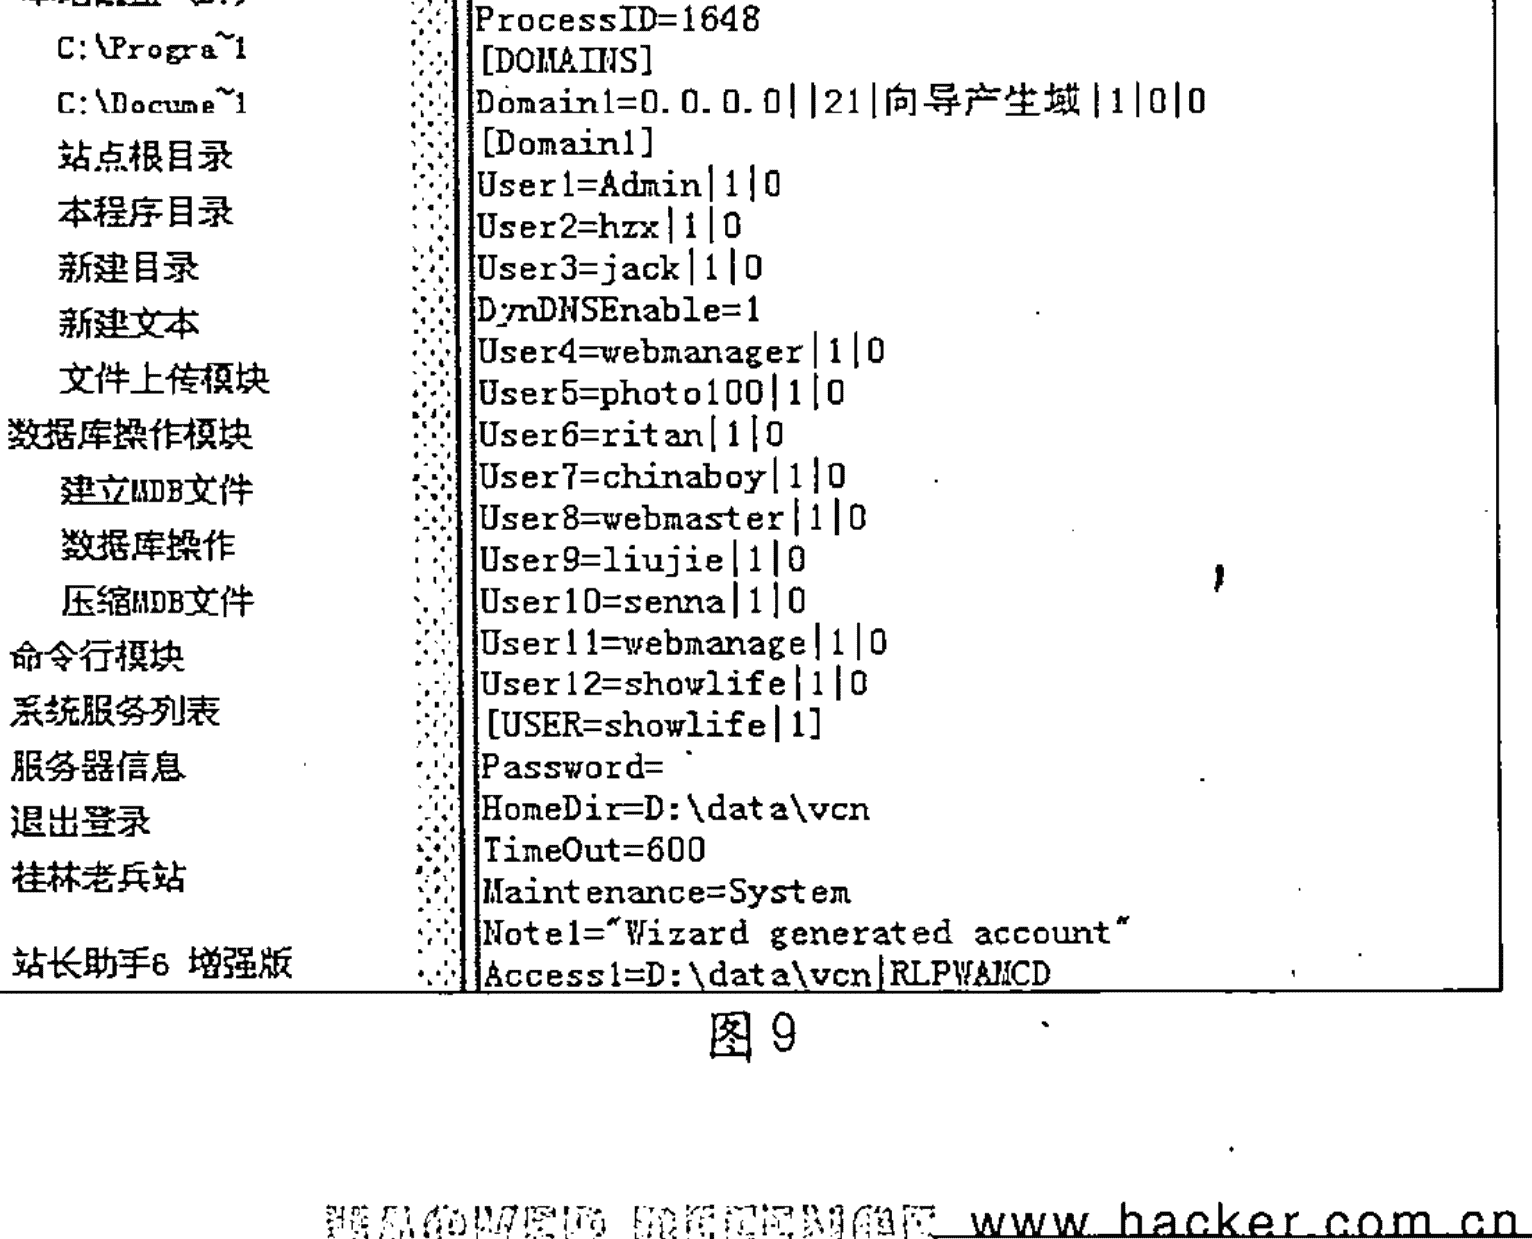 C:\Progra~1
C:\Docume~1
站点根目录
本程序目录
新建目录
新建文本
文件上传模块
数据库操作模块
建立MDB文件
数据库操作
压缩MDB文件
命令行模块
系统服务列表
服务器信息
退出登录
桂林老兵站
站长助手6 增强版
ProcessID=1648
[DOMAINS]
Domain1=0.0.0.0||21|向导产生域|1|0|0
[Domain1]
User1=Admin|1|0
User2=hzx|1|0
User3=jack|1|0
DynDNSEnable=1
User4=webmanager|1|0
User5=photo100|1|0
User6=ritan|1|0
User7=chinaboy|1|0
User8=webmaster|1|0
User9=liujie|1|0
User10=senna|1|0
User11=webmanage|1|0
User12=showlife|1|0
[USER=showlife|1]
Password=
HomeDir=D:\data\vcn
TimeOut=600
Maintenance=System
Note1="Wizard generated account"
Access1=D:\data\vcn|RLPWAMCD
图9
www.hacker.com.cn